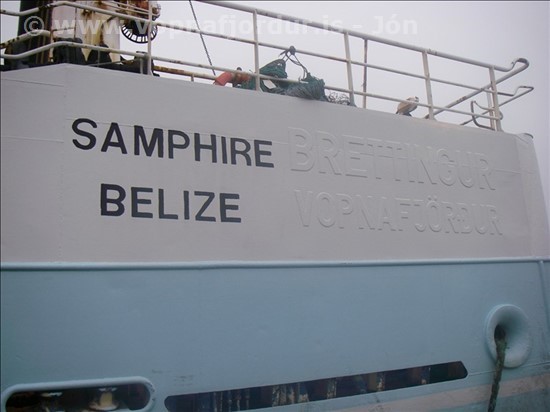 © www.vopnafjordur.is - Jón
SAMPHIRE BRETTINGUR
BELIZE VOPNAFJÖRÐUR